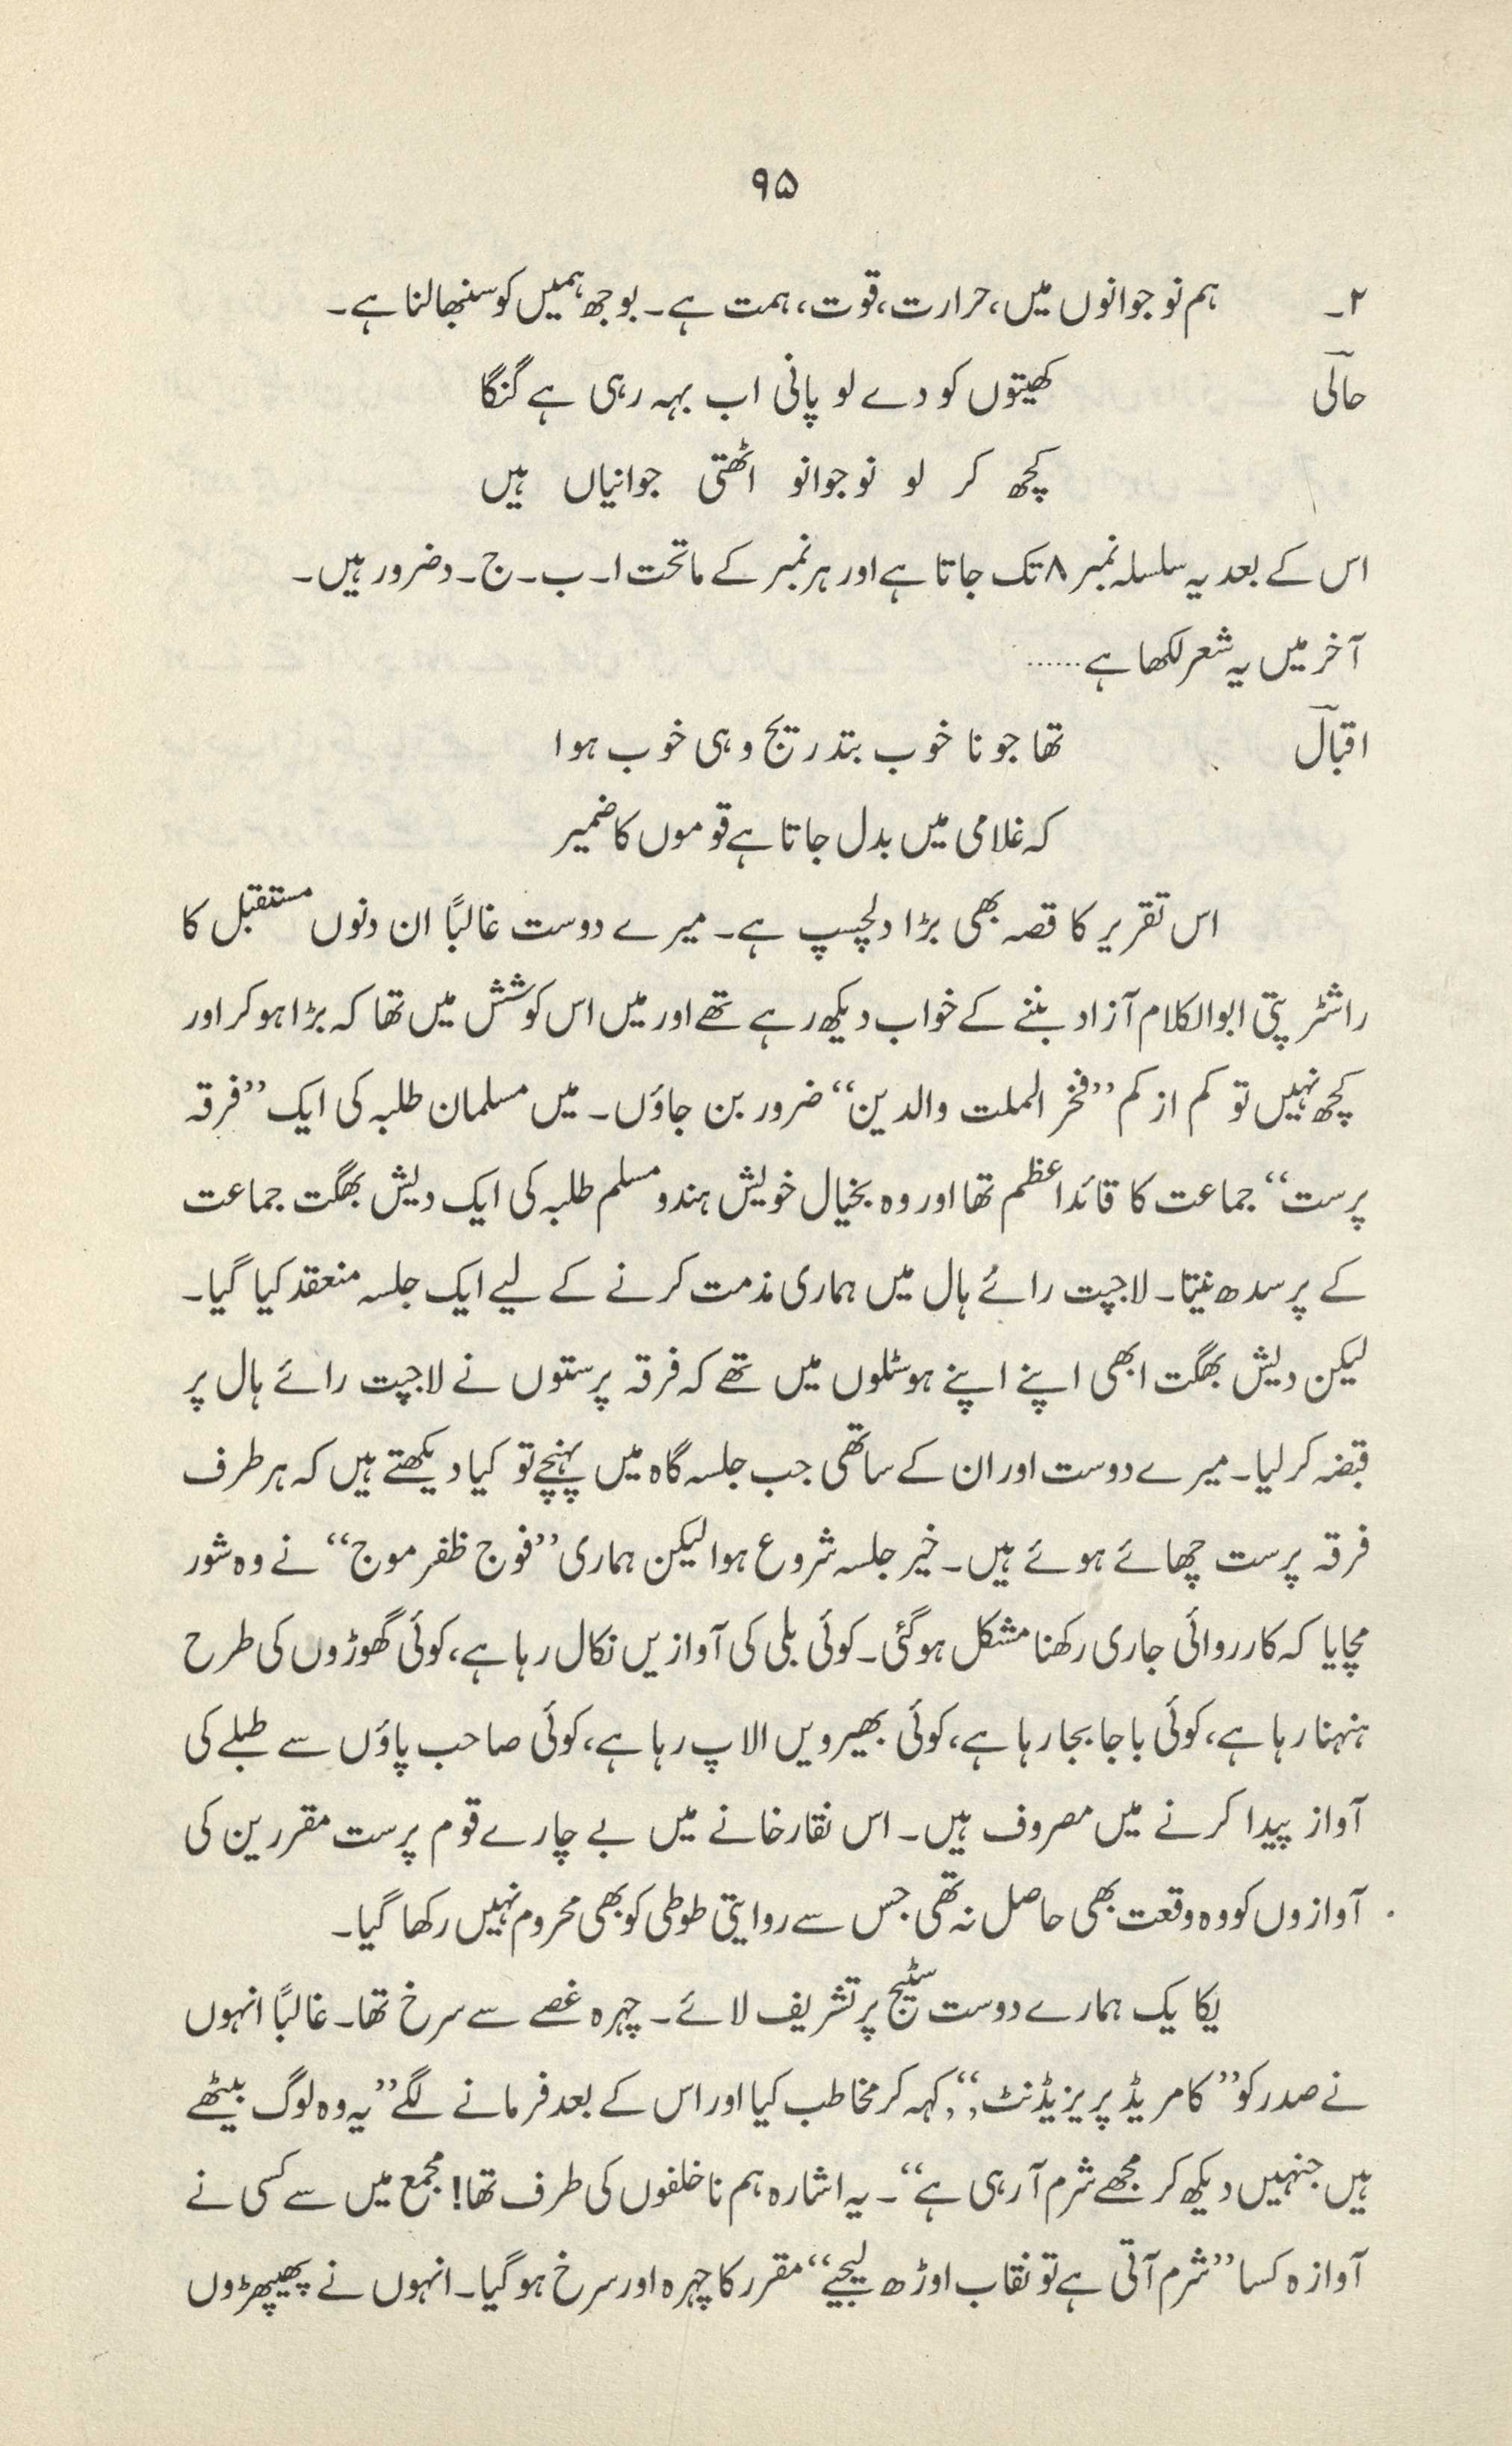 ۹۵
۲۔ ہم نوجوانوں میں، حرارت، قوت، ہمت ہے۔ بوجھ ہمیں کو سنبھالنا ہے۔
حالیؔ کھیتوں کو دے لو پانی اب بہہ رہی ہے گنگا
کچھ کر لو نوجوانو اٹھتی جوانیاں ہیں
اس کے بعد یہ سلسلہ نمبر ۸ تک جاتا ہے اور ہر نمبر کے ماتحت ا۔ ب۔ ج۔ د ضرور ہیں۔
آخر میں یہ شعر لکھا ہے ......
اقبالؔ تھا جو نا خوب بتدریج وہی خوب ہوا
کہ غلامی میں بدل جاتا ہے قوموں کا ضمیر
اس تقریر کا قصہ بھی بڑا دلچسپ ہے۔ میرے دوست غالباً ان دنوں مستقبل کا
راشٹرپتی ابوالکلام آزاد بننے کے خواب دیکھ رہے تھے اور میں اس کوشش میں تھا کہ بڑا ہو کر اور
کچھ نہیں تو کم از کم ”فخر الملت والدین“ ضرور بن جاؤں۔ میں مسلمان طلبہ کی ایک ”فرقہ
پرست“ جماعت کا قائداعظم تھا اور وہ بخیال خویش ہندو مسلم طلبہ کی ایک دیش بھگت جماعت
کے پرسدھ نیتا۔ لاجپت رائے ہال میں ہماری مذمت کرنے کے لیے ایک جلسہ منعقد کیا گیا۔
لیکن دیش بھگت ابھی اپنے اپنے ہوسٹلوں میں تھے کہ فرقہ پرستوں نے لاجپت رائے ہال پر
قبضہ کر لیا۔ میرے دوست اور ان کے ساتھی جب جلسہ گاہ میں پہنچے تو کیا دیکھتے ہیں کہ ہر طرف
فرقہ پرست چھائے ہوئے ہیں۔ خیر جلسہ شروع ہوا لیکن ہماری ”فوج ظفر موج“ نے وہ شور
مچایا کہ کارروائی جاری رکھنا مشکل ہو گئی۔ کوئی بلی کی آوازیں نکال رہا ہے، کوئی گھوڑوں کی طرح
ہنہنا رہا ہے، کوئی باجا بجا رہا ہے، کوئی بھیرویں الاپ رہا ہے، کوئی صاحب پاؤں سے طبلے کی
آواز پیدا کرنے میں مصروف ہیں۔ اس نقارخانے میں بے چارے قوم پرست مقررین کی
آوازوں کو وہ وقعت بھی حاصل نہ تھی جس سے روایتی طوطی کو بھی محروم نہیں رکھا گیا۔
یکایک ہمارے دوست سٹیج پر تشریف لائے۔ چہرہ غصے سے سرخ تھا۔ غالباً انہوں
نے صدر کو ”کامریڈ پریزیڈنٹ؛“ کہہ کر مخاطب کیا اور اس کے بعد فرمانے لگے ”یہ وہ لوگ بیٹھے
ہیں جنہیں دیکھ کر مجھے شرم آ رہی ہے“۔ یہ اشارہ ہم ناخلفوں کی طرف تھا! مجمع میں سے کسی نے
آوازہ کسا ”شرم آتی ہے تو نقاب اوڑھ لیجیے“ مقرر کا چہرہ اور سرخ ہو گیا۔ انہوں نے پھیپھڑوں